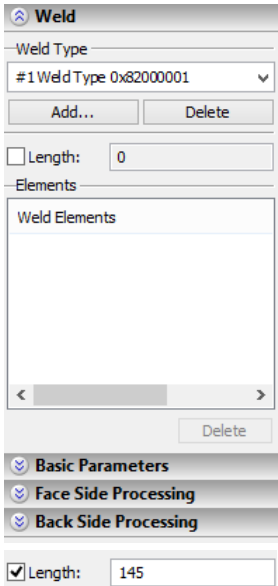 Weld
Weld Type
#1 Weld Type 0x82000001
Add... Delete
Length: 0
Elements
Weld Elements
Delete
Basic Parameters
Face Side Processing
Back Side Processing
Length: 145